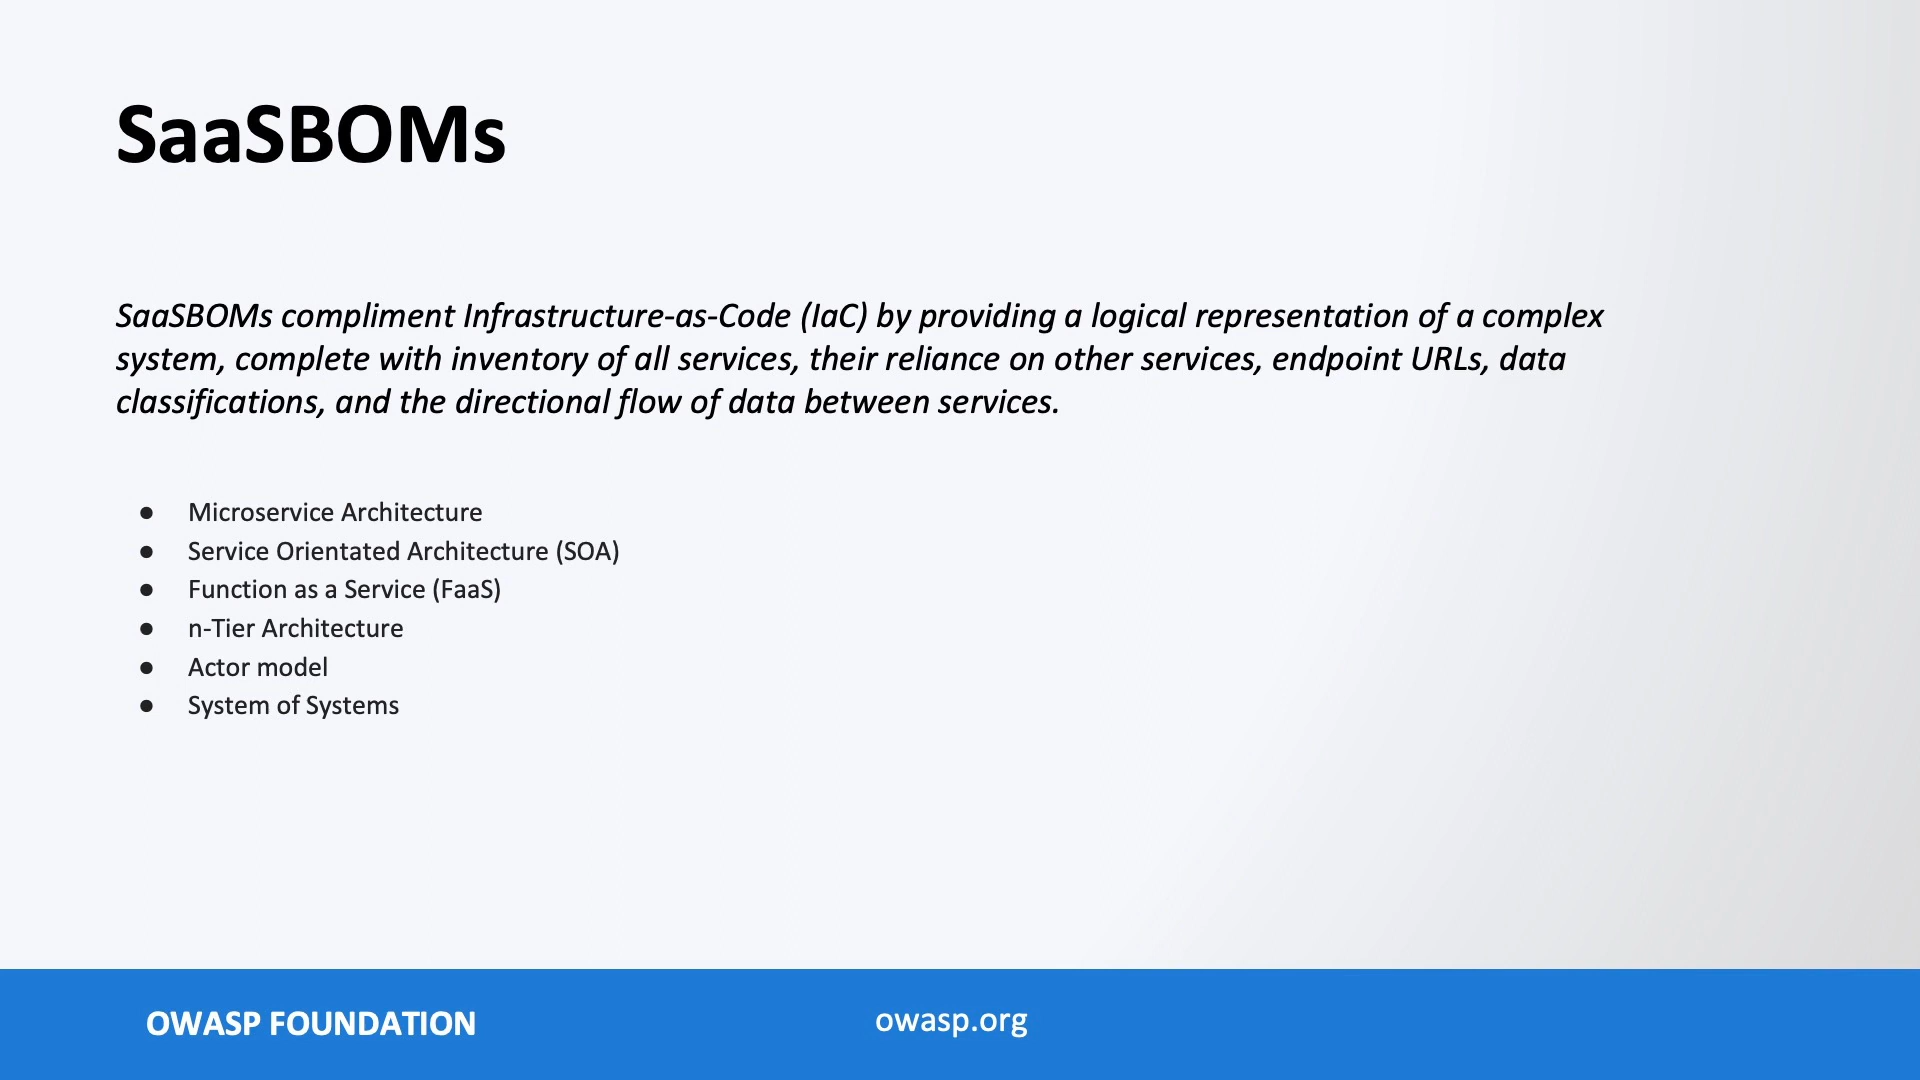 SaaSBOMs
SaaSBOMs compliment Infrastructure-as-Code (IaC) by providing a logical representation of a complex
system, complete with inventory of all services, their reliance on other services, endpoint URLs, data
classifications, and the directional flow of data between services.
● Microservice Architecture
● Service Orientated Architecture (SOA)
● Function as a Service (FaaS)
● n-Tier Architecture
● Actor model
● System of Systems
OWASP FOUNDATION
owasp.org